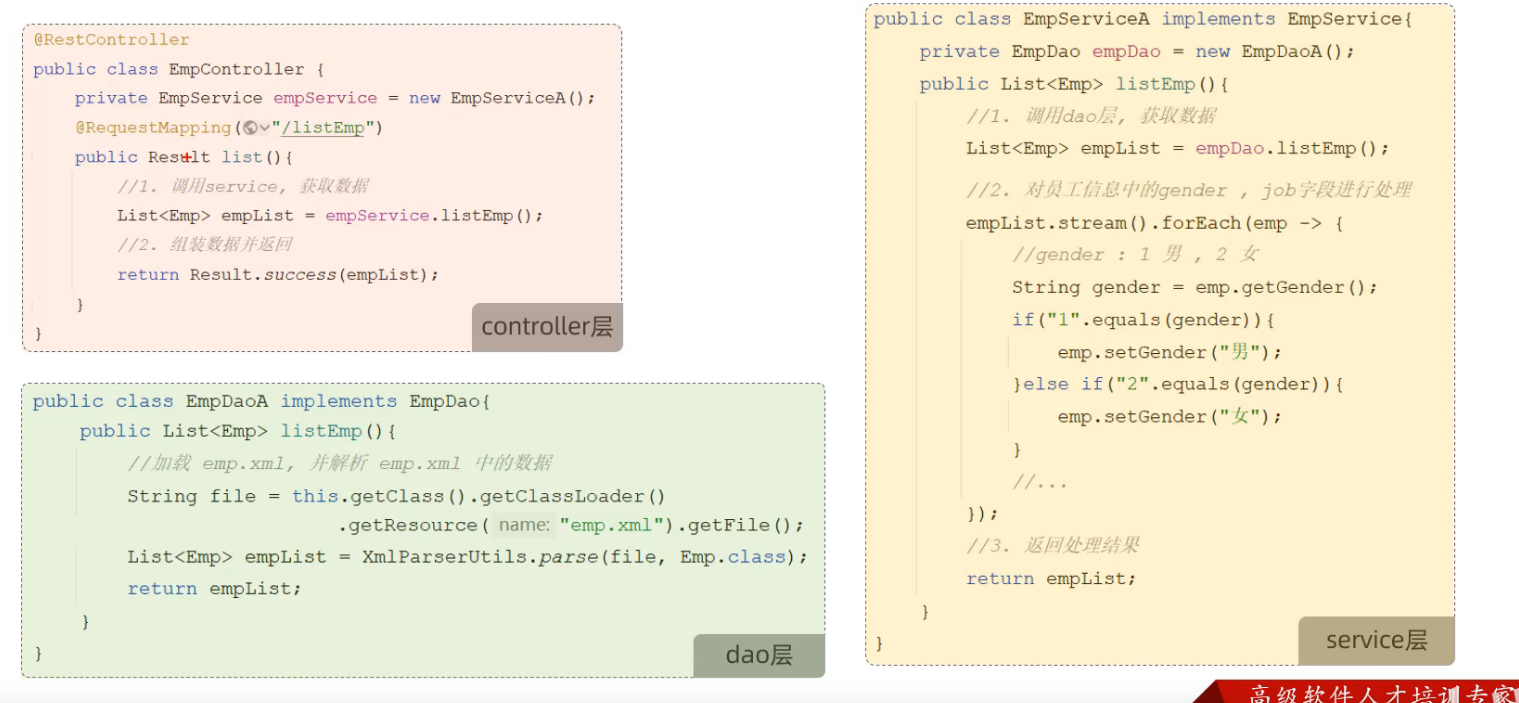 @RestController
public class EmpController {
private EmpService empService = new EmpServiceA();
@RequestMapping("/listEmp")
public Result list(){
//1. 调用service, 获取数据
List<Emp> empList = empService.listEmp();
//2. 组装数据并返回
return Result.success(empList);
}
}
controller层
public class EmpDaoA implements EmpDao{
public List<Emp> listEmp(){
//加载 emp.xml, 并解析 emp.xml 中的数据
String file = this.getClass().getClassLoader()
.getResource( name: "emp.xml").getFile();
List<Emp> empList = XmlParserUtils.parse(file, Emp.class);
return empList;
}
}
dao层
public class EmpServiceA implements EmpService{
private EmpDao empDao = new EmpDaoA();
public List<Emp> listEmp(){
//1. 调用dao层, 获取数据
List<Emp> empList = empDao.listEmp();
//2. 对员工信息中的gender , job字段进行处理
empList.stream().forEach(emp -> {
//gender : 1 男 , 2 女
String gender = emp.getGender();
if("1".equals(gender)){
emp.setGender("男");
}else if("2".equals(gender)){
emp.setGender("女");
}
//...
});
//3. 返回处理结果
return empList;
}
}
service层
高级软件人才培训专家